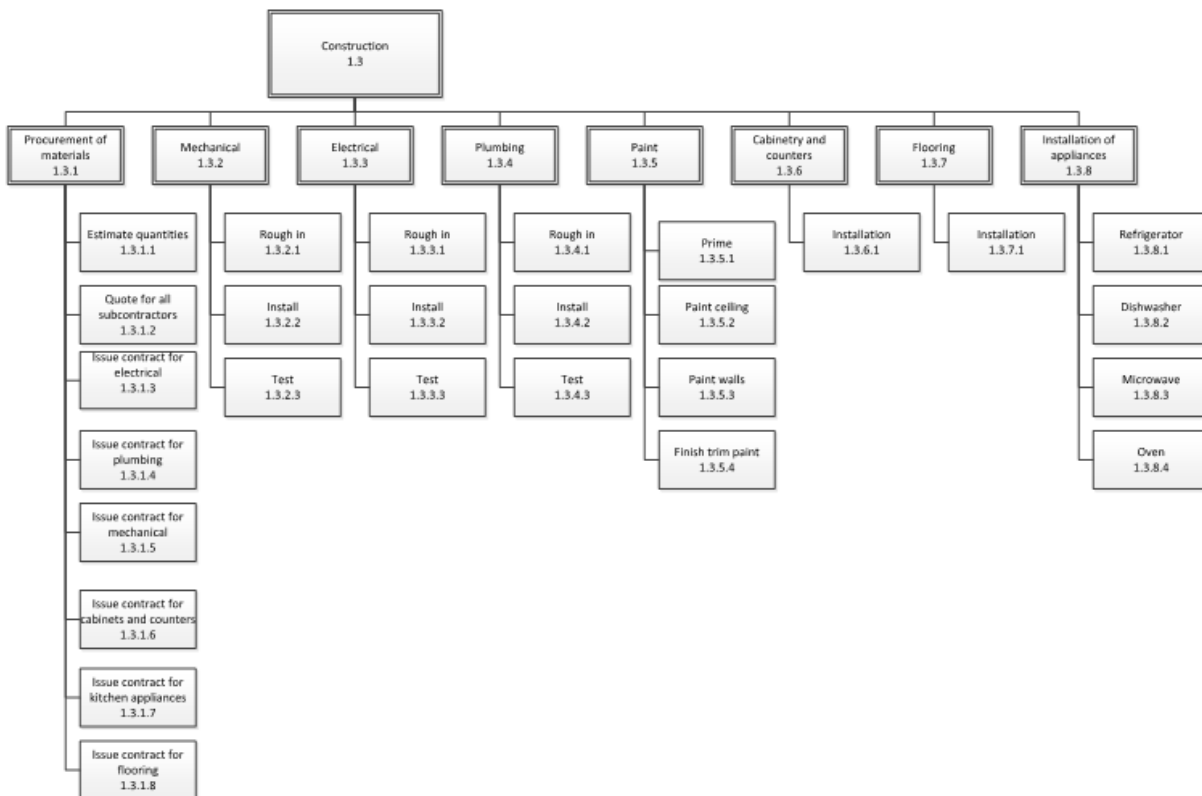 Construction
1.3
Procurement of
materials
1.3.1
Mechanical
1.3.2
Electrical
1.3.3
Plumbing
1.3.4
Paint
1.3.5
Cabinetry and
counters
1.3.6
Flooring
1.3.7
Installation of
appliances
1.3.8
Estimate quantities
1.3.1.1
Quote for all
subcontractors
1.3.1.2
Issue contract for
electrical
1.3.1.3
Issue contract for
plumbing
1.3.1.4
Issue contract for
mechanical
1.3.1.5
Issue contract for
cabinets and counters
1.3.1.6
Issue contract for
kitchen appliances
1.3.1.7
Issue contract for
flooring
1.3.1.8
Rough in
1.3.2.1
Install
1.3.2.2
Test
1.3.2.3
Rough in
1.3.3.1
Install
1.3.3.2
Test
1.3.3.3
Rough in
1.3.4.1
Install
1.3.4.2
Test
1.3.4.3
Prime
1.3.5.1
Paint ceiling
1.3.5.2
Paint walls
1.3.5.3
Finish trim paint
1.3.5.4
Installation
1.3.6.1
Installation
1.3.7.1
Refrigerator
1.3.8.1
Dishwasher
1.3.8.2
Microwave
1.3.8.3
Oven
1.3.8.4